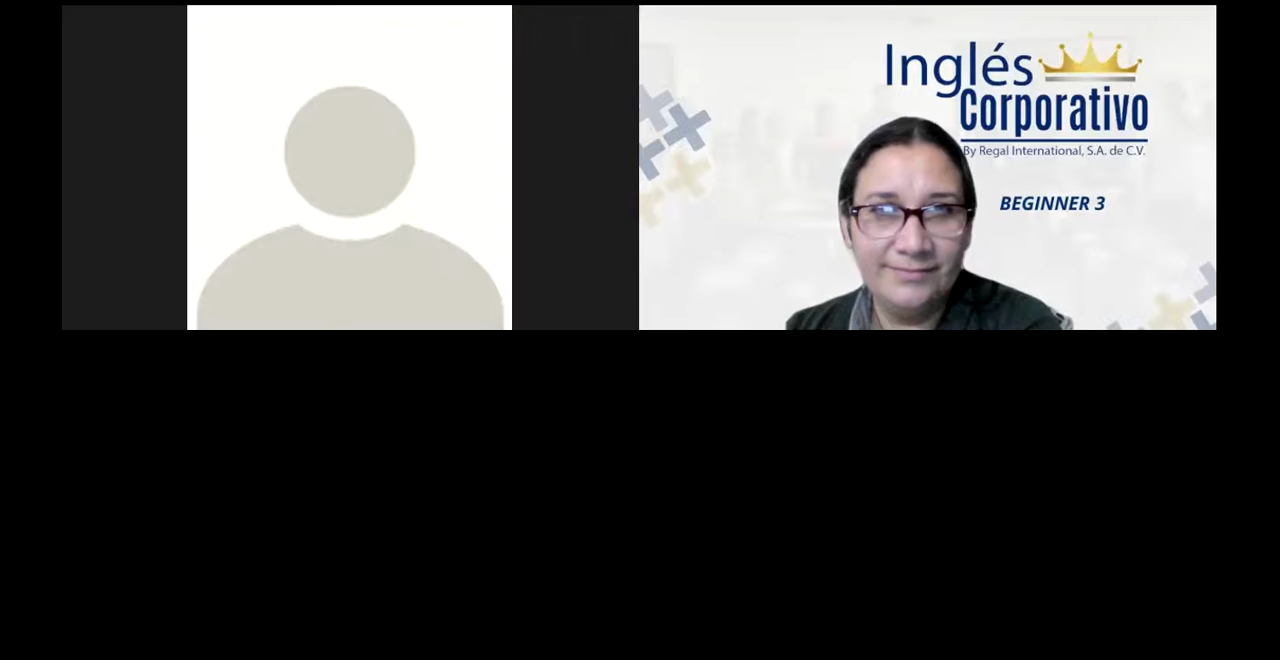 Inglés
Corporativo
By Regal International, S.A. de C.V.
BEGINNER 3